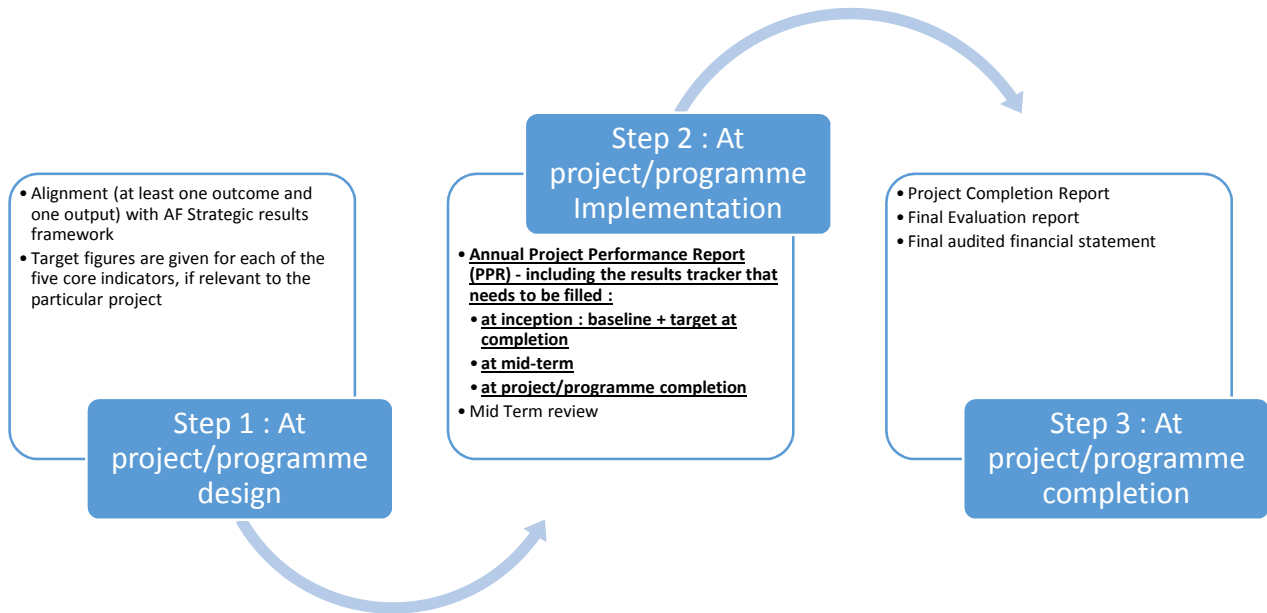 • Alignment (at least one outcome and
one output) with AF Strategic results
framework
• Target figures are given for each of the
five core indicators, if relevant to the
particular project
Step 1 : At
project/programme
design
Step 2 : At
project/programme
Implementation
• Annual Project Performance Report
(PPR) - including the results tracker that
needs to be filled :
• at inception : baseline + target at
completion
• at mid-term
• at project/programme completion
• Mid Term review
• Project Completion Report
• Final Evaluation report
• Final audited financial statement
Step 3 : At
project/programme
completion